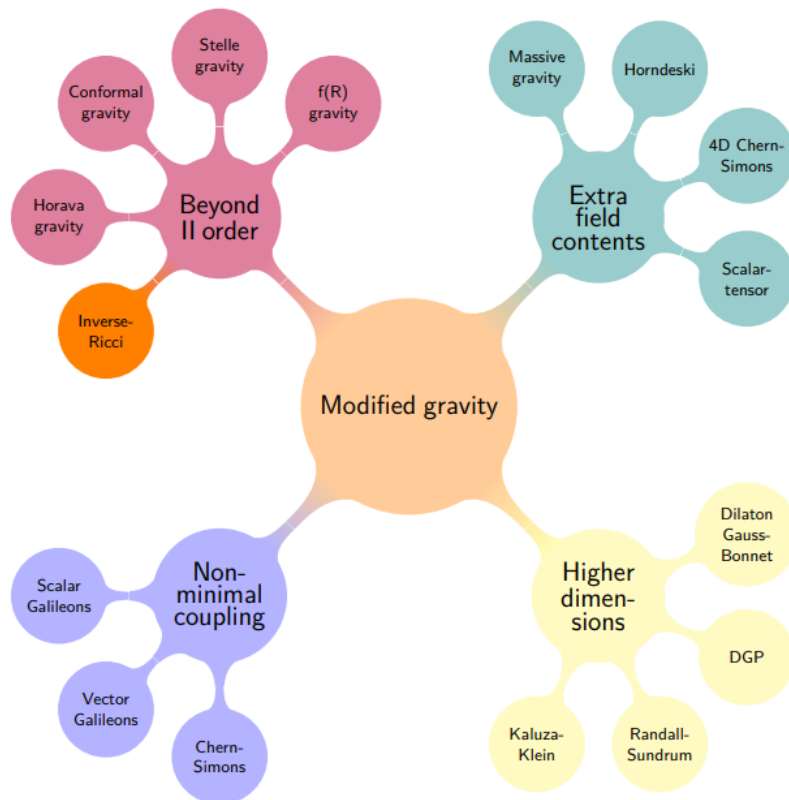 Stelle
gravity
Conformal
gravity
f(R)
gravity
Horava
gravity
Beyond
II order
Inverse-
Ricci
Massive
gravity
Horndeski
4D Chern-
Simons
Extra
field
contents
Scalar-
tensor
Modified gravity
Scalar
Galileons
Non-
minimal
coupling
Vector
Galileons
Chern-
Simons
Dilaton
Gauss-
Bonnet
Higher
dimen-
sions
DGP
Kaluza-
Klein
Randall-
Sundrum